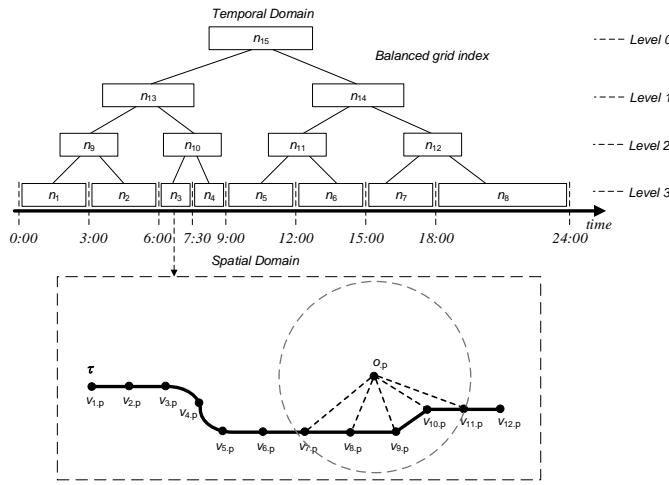 Temporal Domain
n15
Balanced grid index
Level 0
n13
n14
Level 1
n9
n10
n11
n12
Level 2
n1
n2
n3
n4
n5
n6
n7
n8
Level 3
0:00
3:00
6:00
7:30
9:00
12:00
15:00
18:00
24:00
time
Spatial Domain
o.p
τ
v1.p
v2.p
v3.p
v4.p
v5.p
v6.p
v7.p
v8.p
v9.p
v10.p
v11.p
v12.p